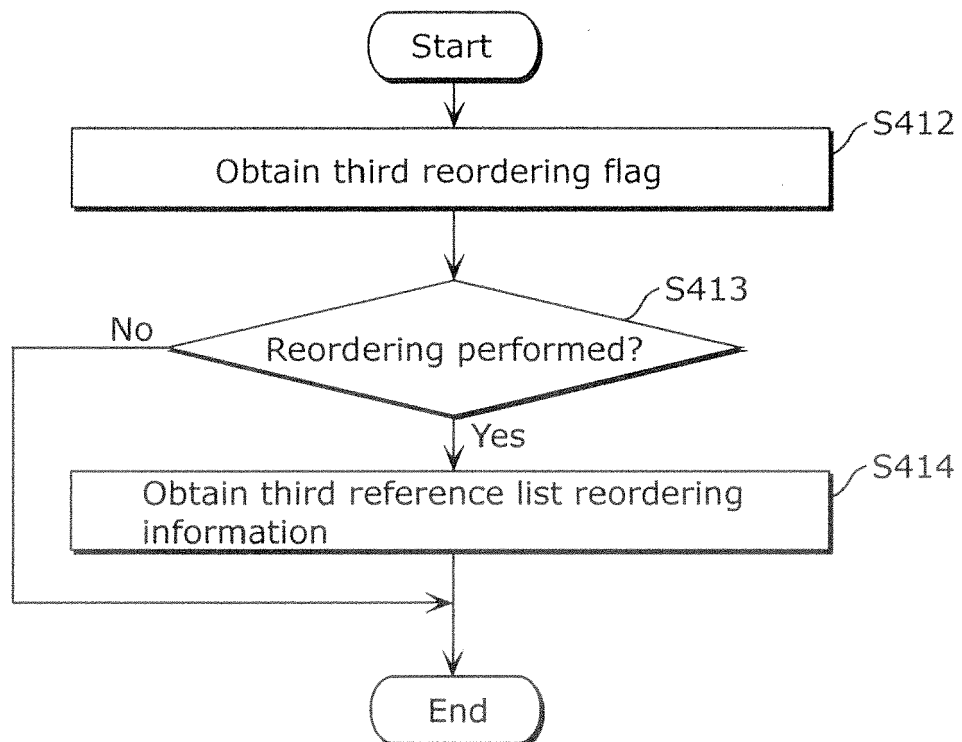 Start
S412
Obtain third reordering flag
S413
No
Reordering performed?
Yes
S414
Obtain third reference list reordering
information
End